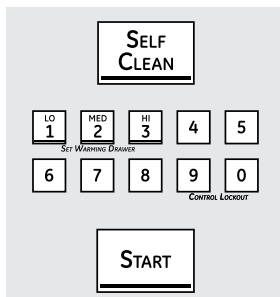 SELF
CLEAN
LO MED HI
1 2 3 4 5
SET WARMING DRAWER
6 7 8 9 0
CONTROL LOCKOUT
START